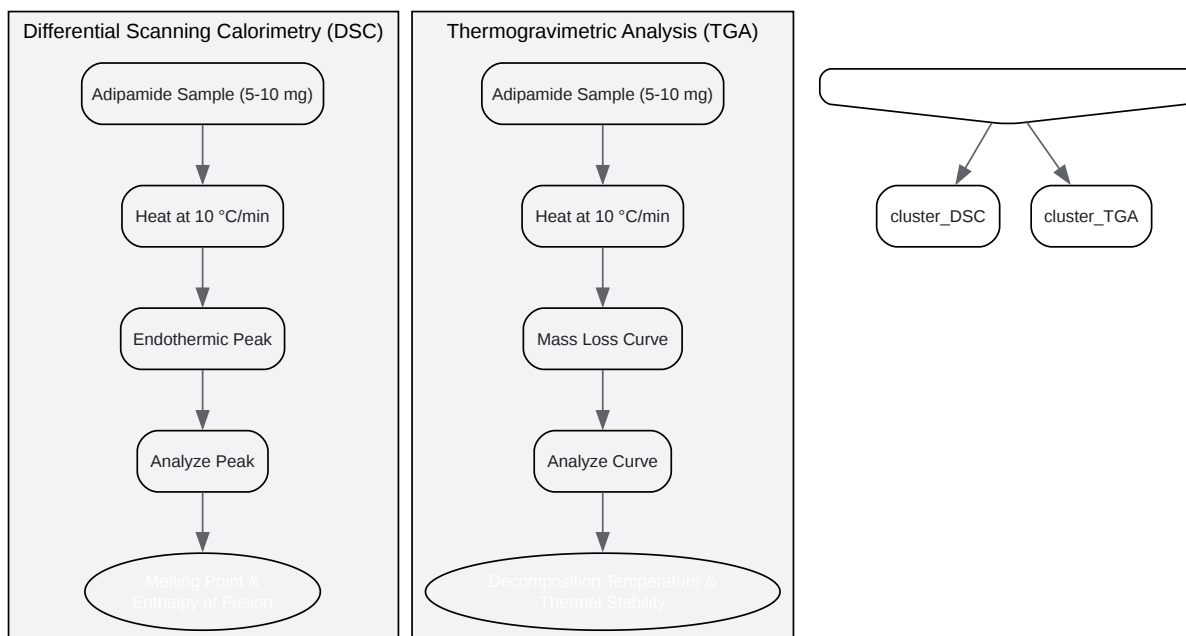 Differential Scanning Calorimetry (DSC)
Adipamide Sample (5-10 mg)
Heat at 10 °C/min
Endothermic Peak
Analyze Peak
Melting Point &
Enthalpy of Fusion
Thermogravimetric Analysis (TGA)
Adipamide Sample (5-10 mg)
Heat at 10 °C/min
Mass Loss Curve
Analyze Curve
Decomposition Temperature &
Thermal Stability
cluster_DSC
cluster_TGA